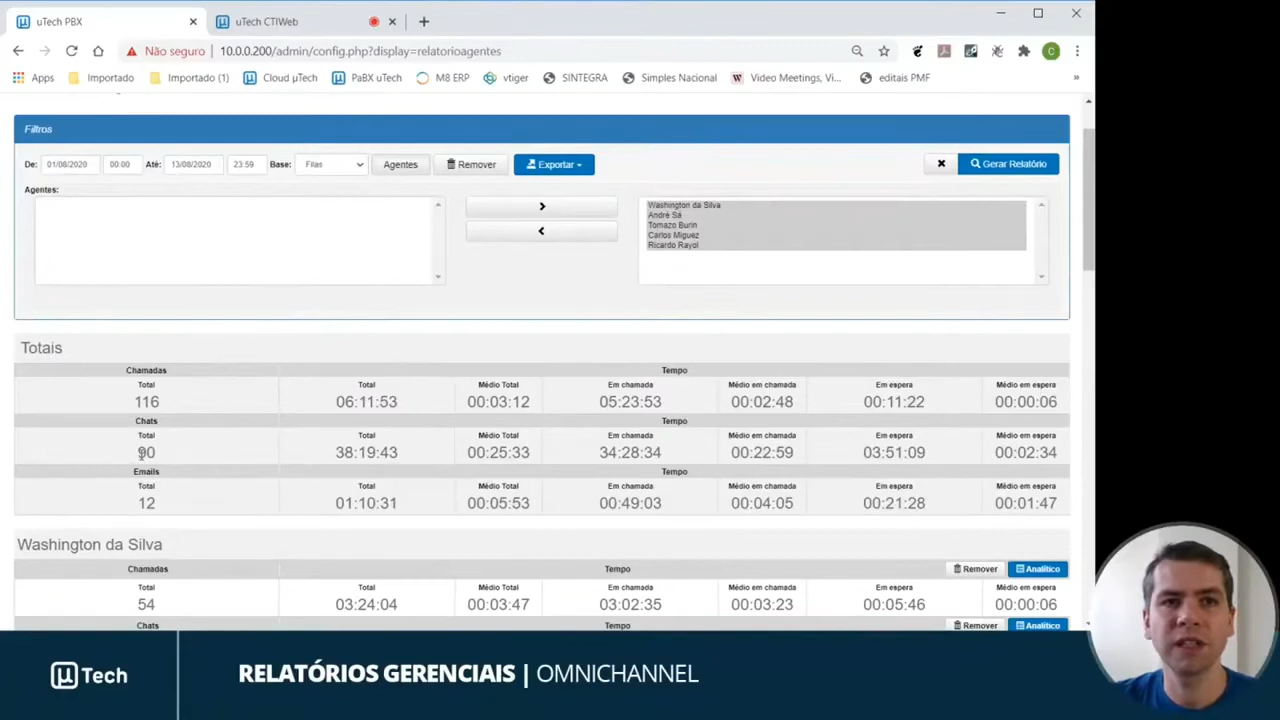 uTech PBX
uTech CTIWeb
Não seguro 10.0.0.200/admin/config.php?display=relatorioagentes
Apps Importado Importado (1) Cloud µTech PaBX uTech M8 ERP vtiger SINTEGRA Simples Nacional Video Meetings, Vi... editais PMF »
Filtros
De: 01/08/2020 00:00 Até: 13/08/2020 23:59 Base: Filas Agentes Remover Exportar Gerar Relatório
Agentes:
Washington da Silva
André Sá
Tomazo Burin
Carlos Miguez
Ricardo Rayol
Totais
Chamadas Tempo
Total Total Médio Total Em chamada Médio em chamada Em espera Médio em espera
116 06:11:53 00:03:12 05:23:53 00:02:48 00:11:22 00:00:06
Chats Tempo
Total Total Médio Total Em chamada Médio em chamada Em espera Médio em espera
90 38:19:43 00:25:33 34:28:34 00:22:59 03:51:09 00:02:34
Emails Tempo
Total Total Médio Total Em chamada Médio em chamada Em espera Médio em espera
12 01:10:31 00:05:53 00:49:03 00:04:05 00:21:28 00:01:47
Washington da Silva
Chamadas Tempo Remover Analítico
Total Total Médio Total Em chamada Médio em chamada Em espera Médio em espera
54 03:24:04 00:03:47 03:02:35 00:03:23 00:05:46 00:00:06
Chats Tempo Remover Analítico
µ Tech
RELATÓRIOS GERENCIAIS | OMNICHANNEL